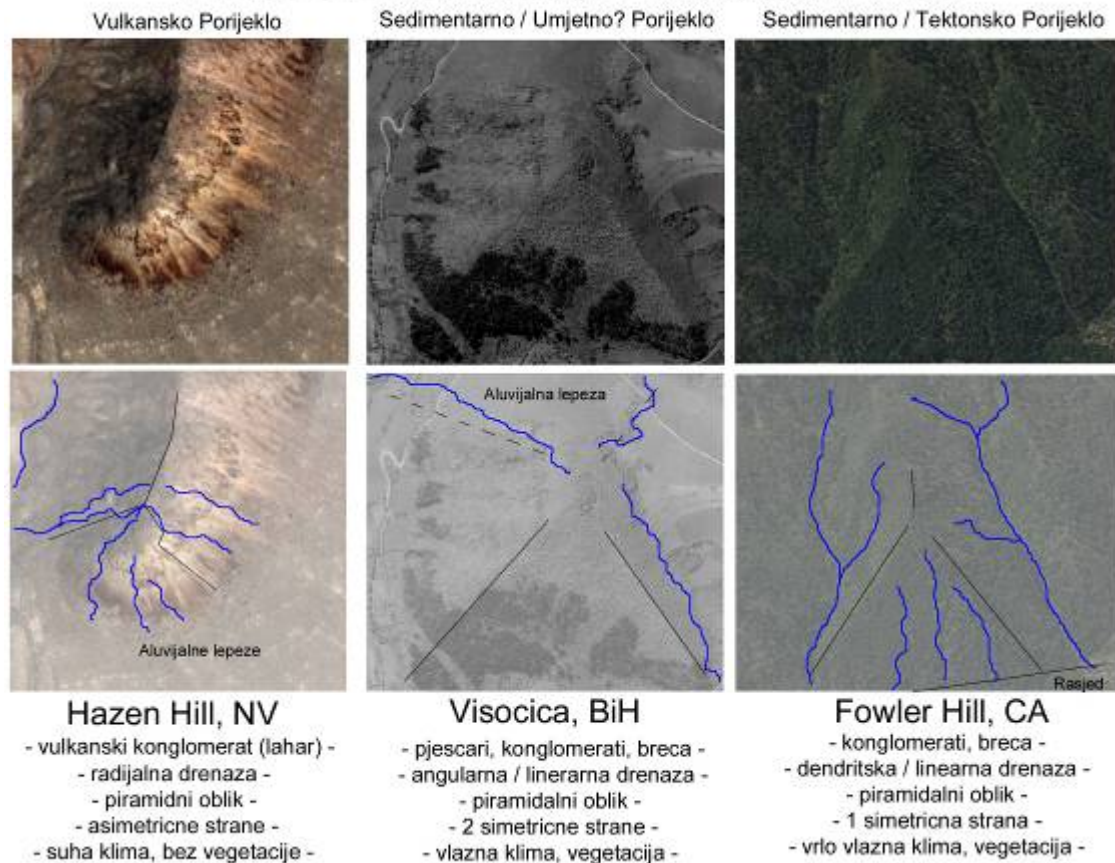 Vulkansko Porijeklo
Sedimentarno / Umjetno? Porijeklo
Sedimentarno / Tektonsko Porijeklo
Aluvijalne lepeze
Aluvijalna lepeza
Rasjed
Hazen Hill, NV
- vulkanski konglomerat (lahar) -
- radijalna drenaza -
- piramidni oblik -
- asimetricne strane -
- suha klima, bez vegetacije -
Visocica, BiH
- pjescari, konglomerati, breca -
- angularna / linerarna drenaza -
- piramidalni oblik -
- 2 simetricne strane -
- vlazna klima, vegetacija -
Fowler Hill, CA
- konglomerati, breca -
- dendritska / linearna drenaza -
- piramidalni oblik -
- 1 simetricna strana -
- vrlo vlazna klima, vegetacija -